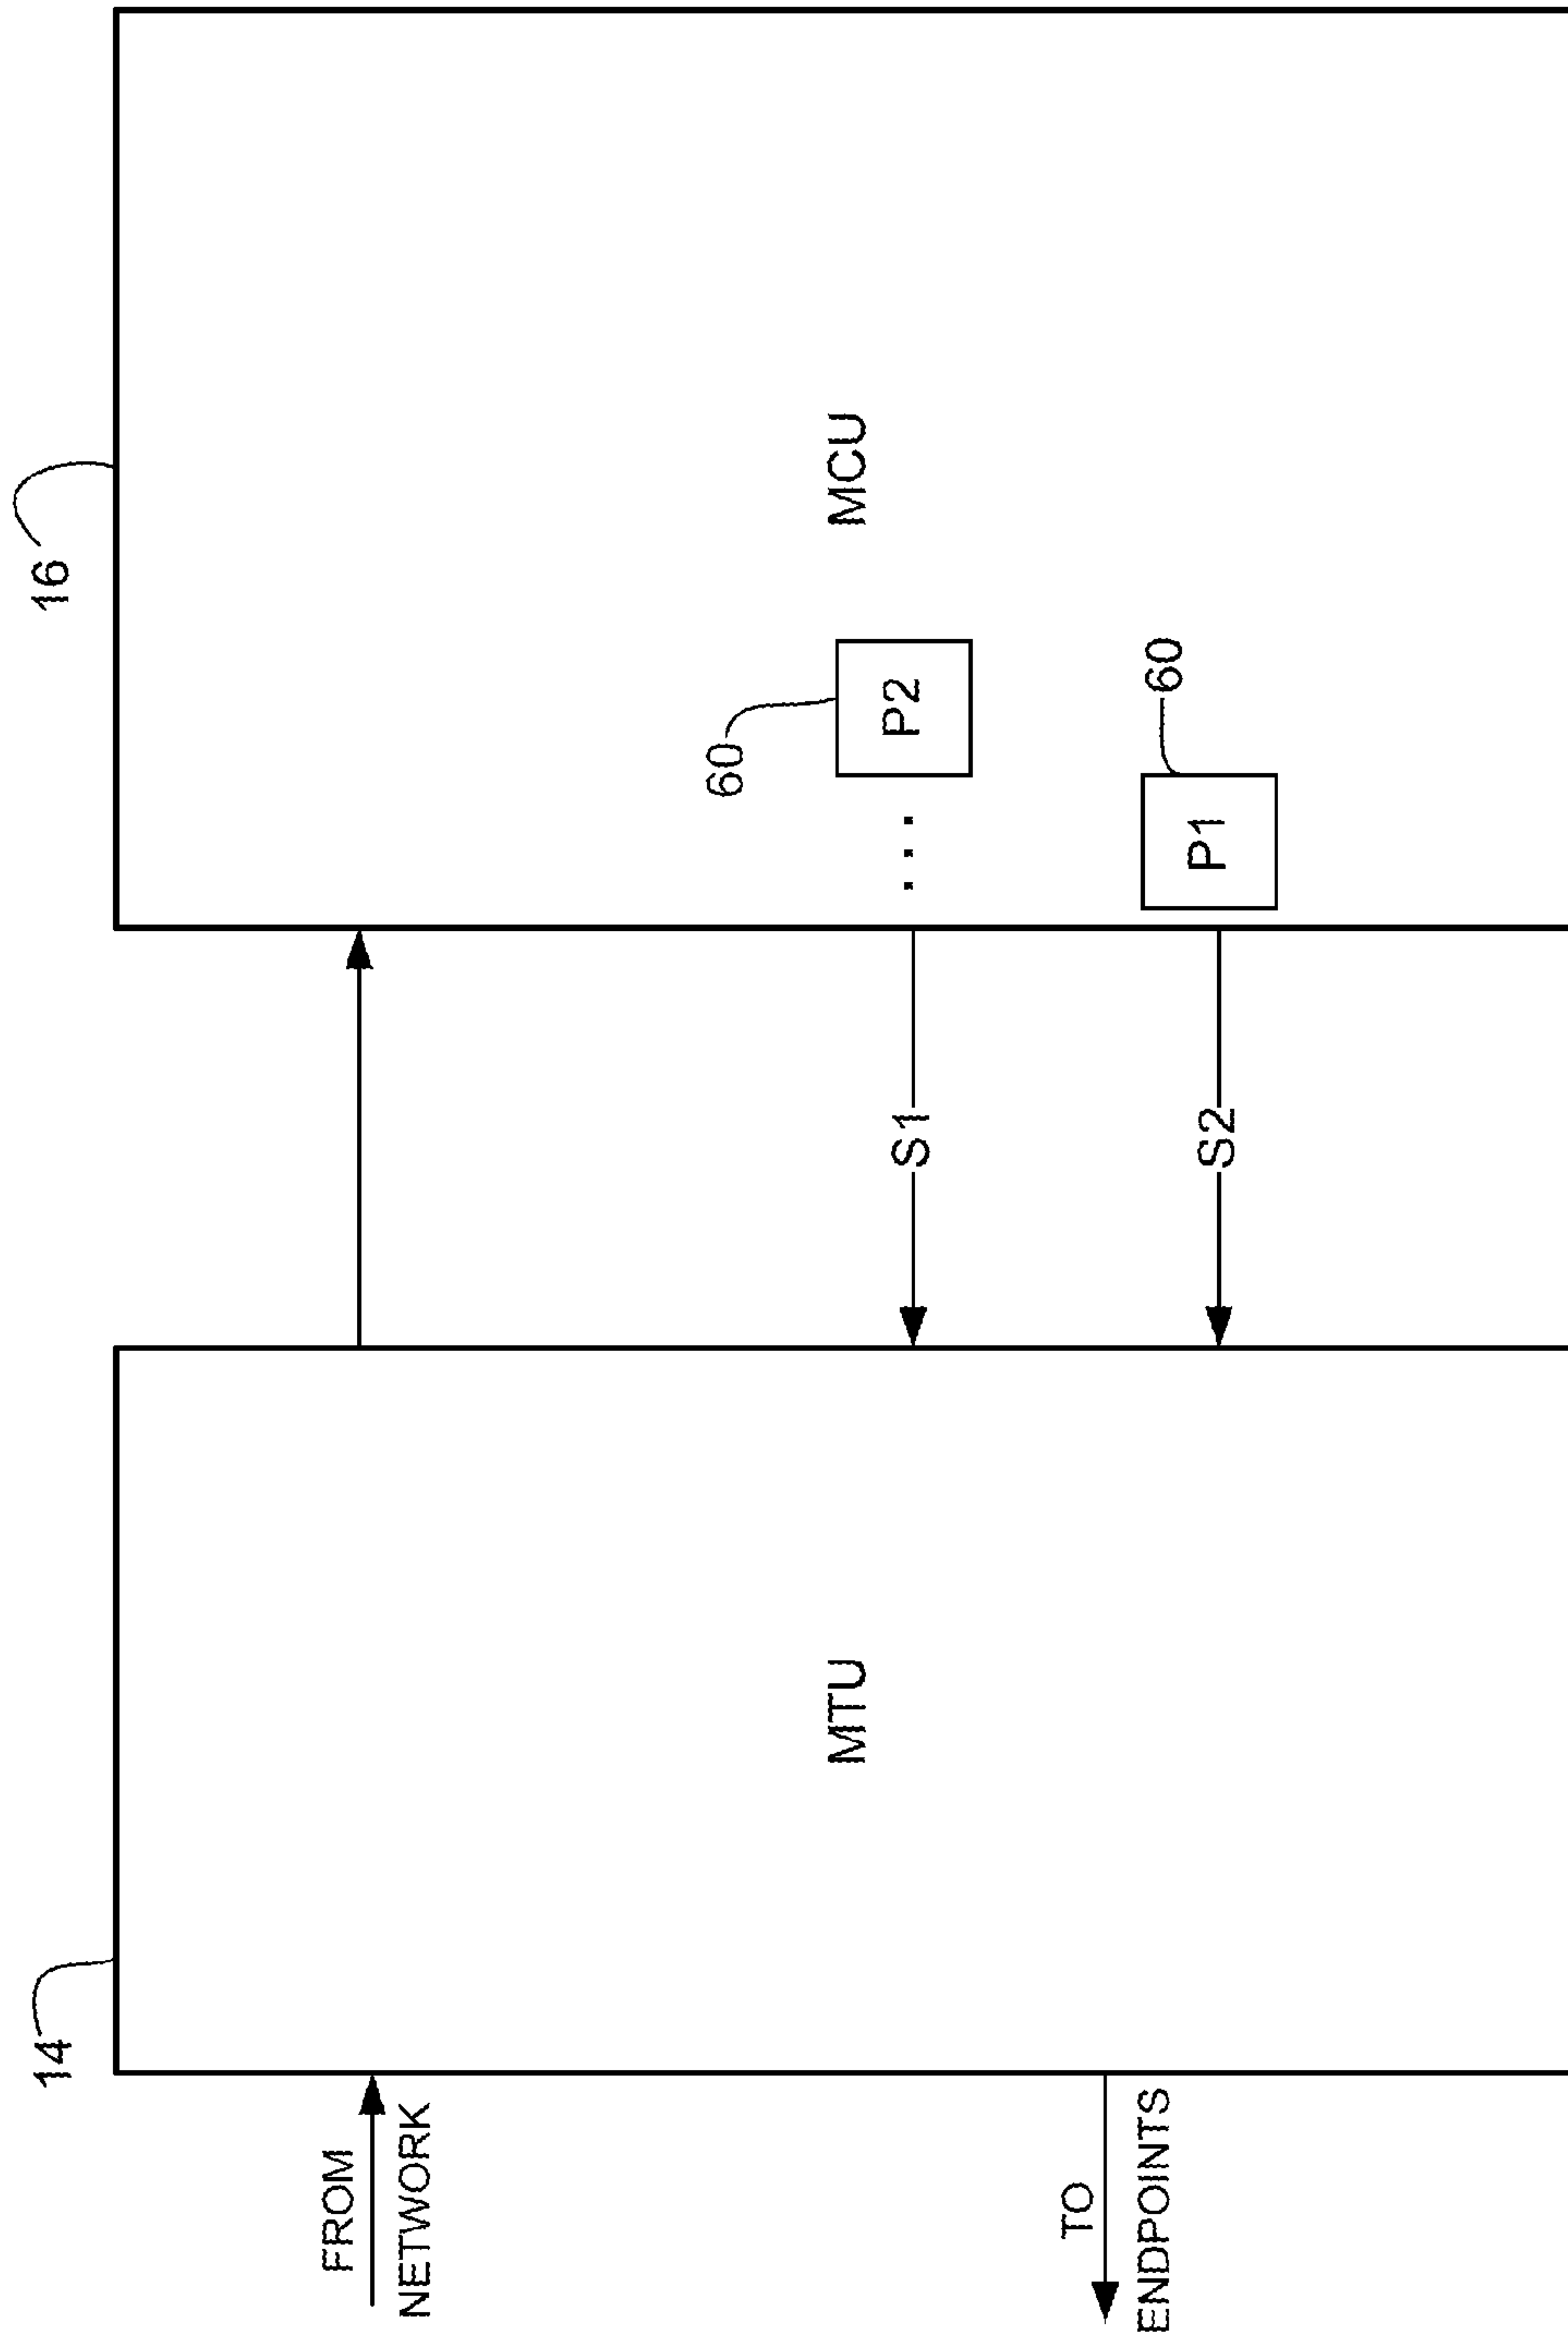 14
16
FROM
NETWORK
60
MTU
MCU
S1
. . .
P2
TO
ENDPOINTS
60
S2
P1